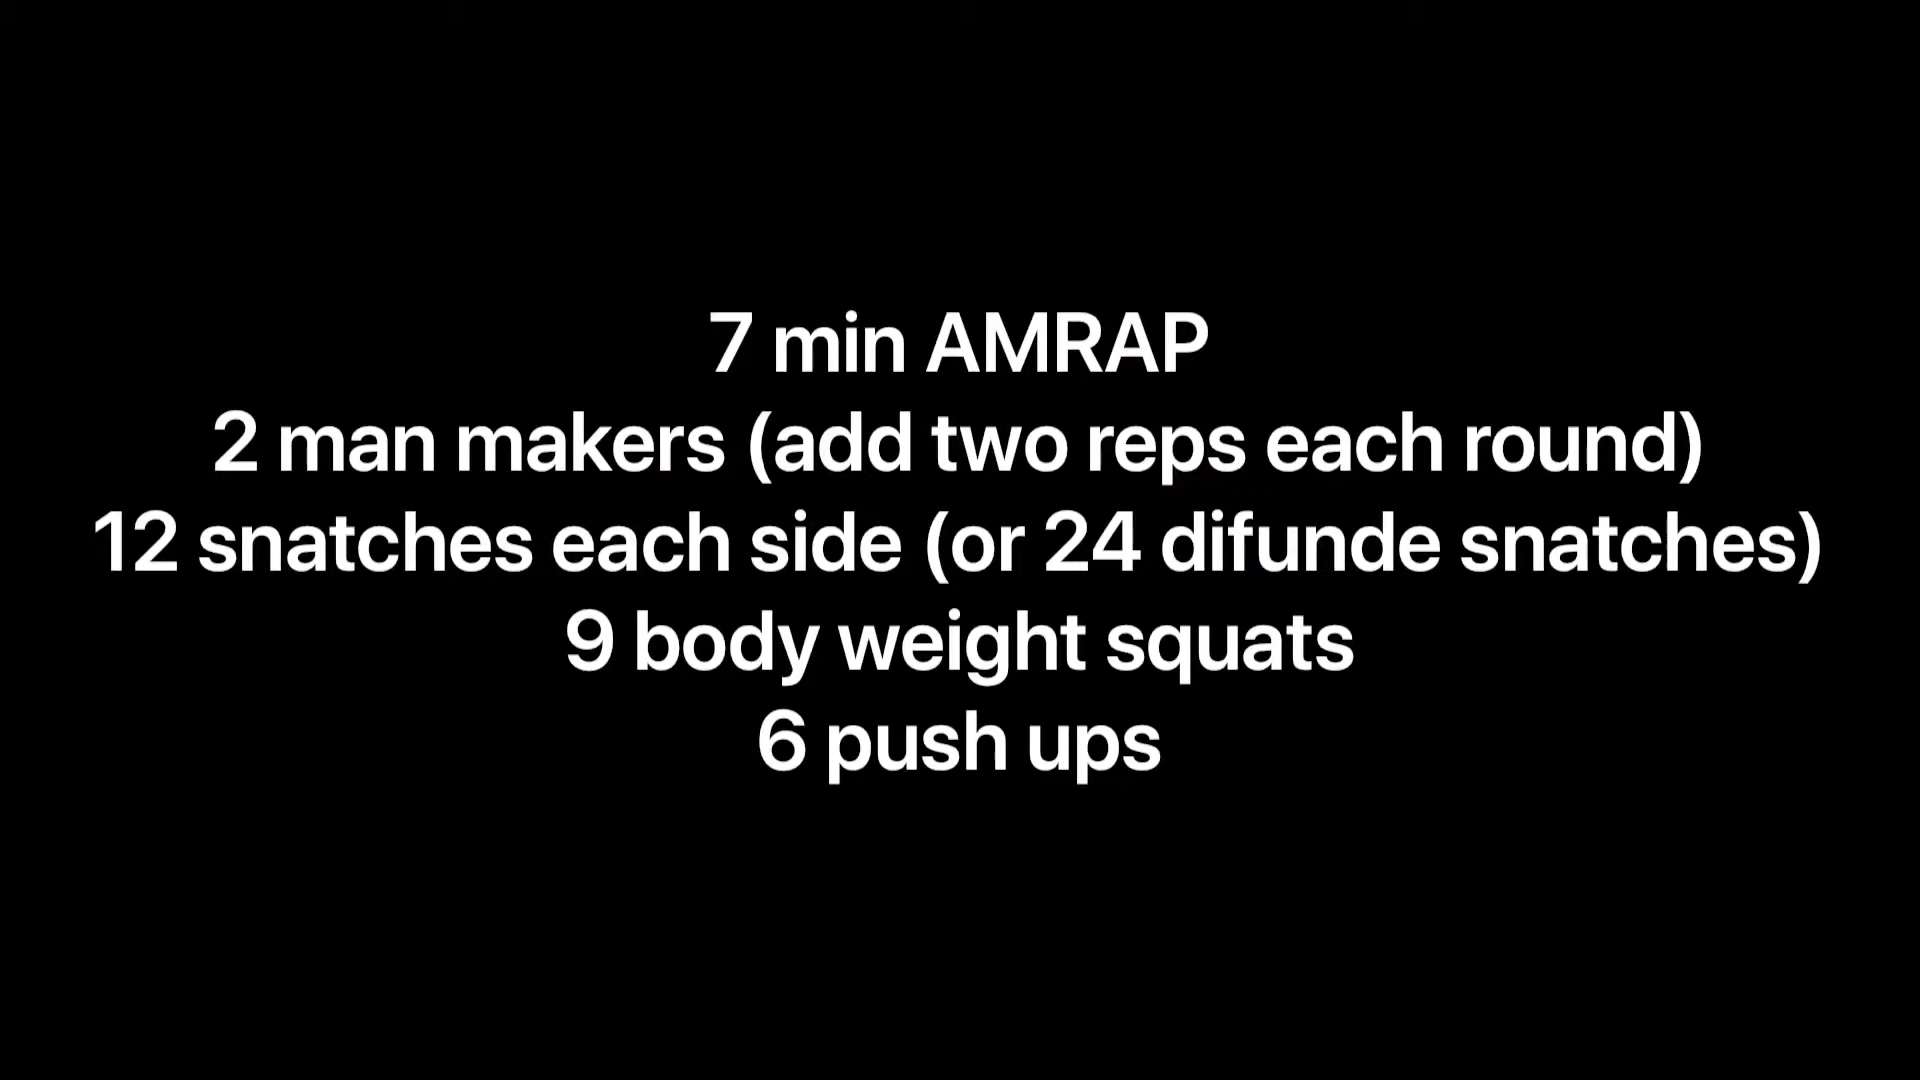 7 min AMRAP
2 man makers (add two reps each round)
12 snatches each side (or 24 difunde snatches)
9 body weight squats
6 push ups